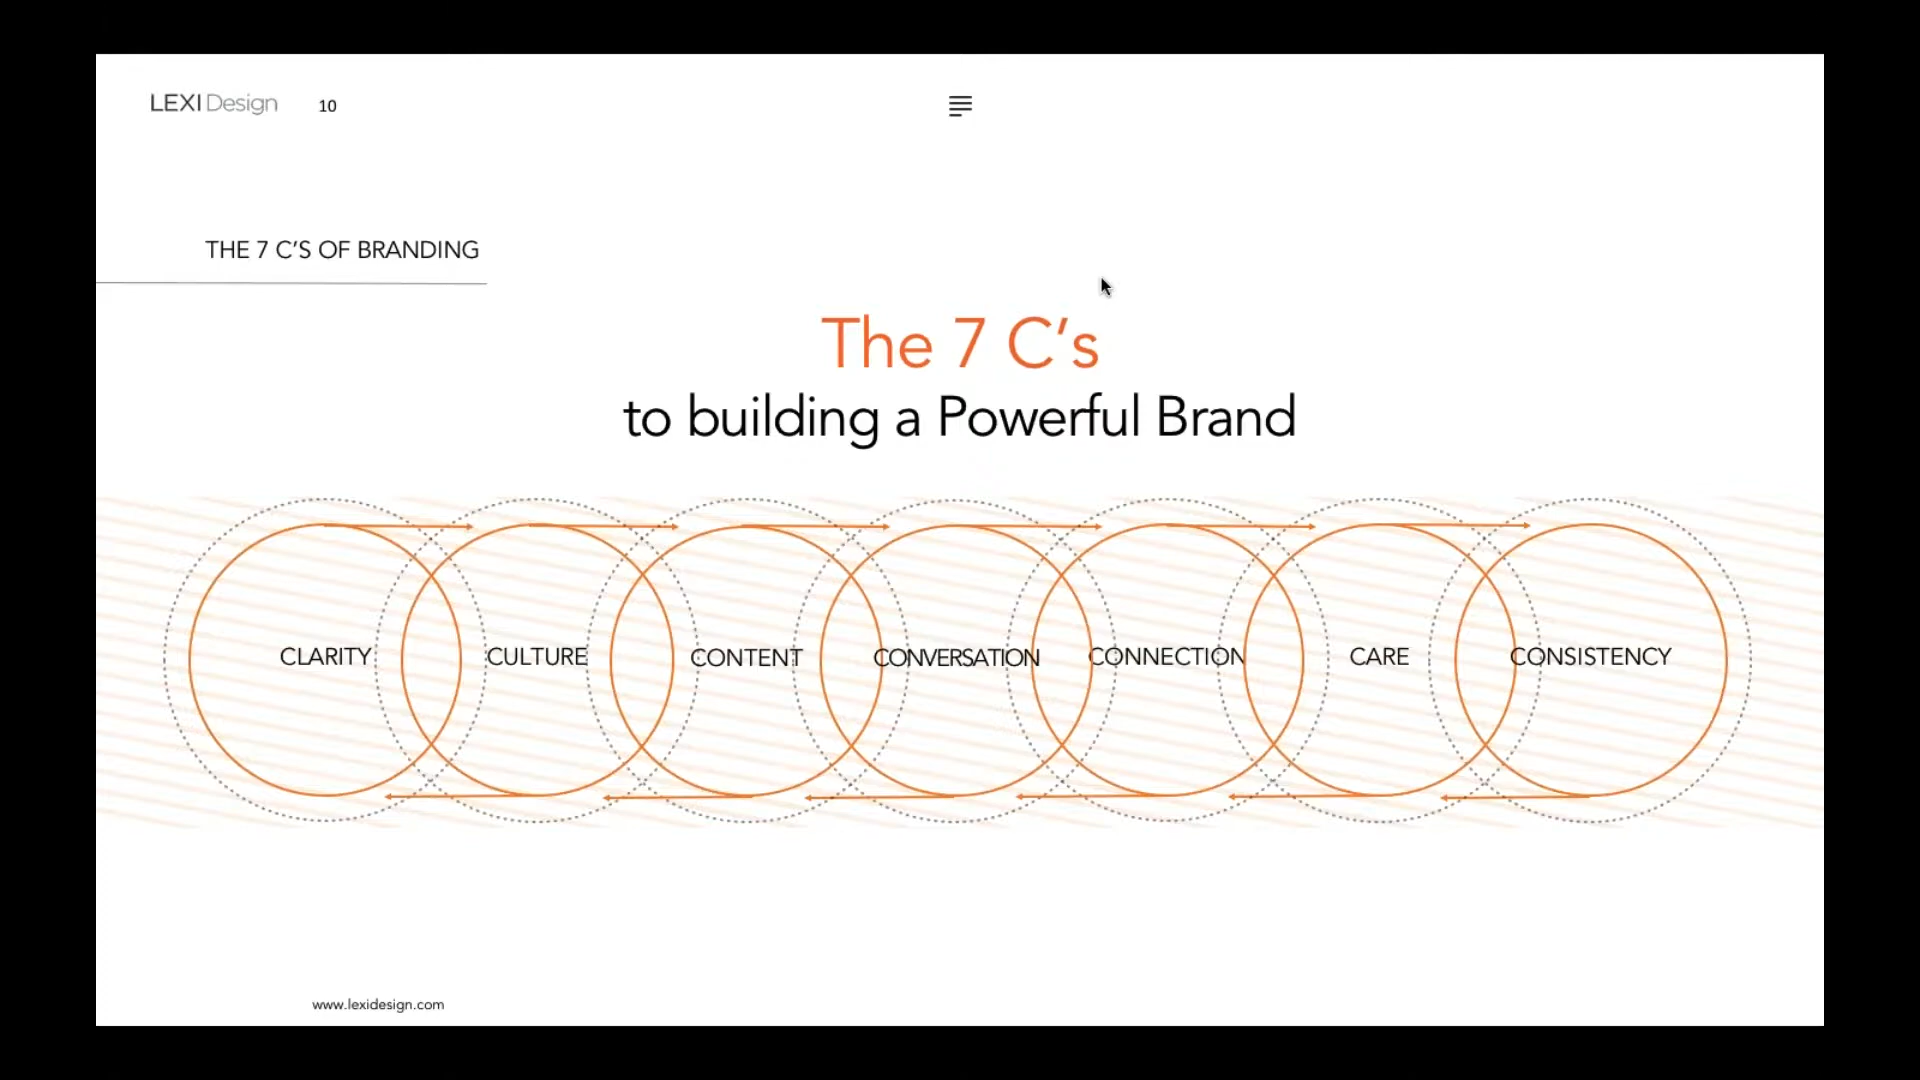 LEXI Design 10
THE 7 C’S OF BRANDING
The 7 C’s
to building a Powerful Brand
CLARITY CULTURE CONTENT CONVERSATION CONNECTION CARE CONSISTENCY
www.lexidesign.com